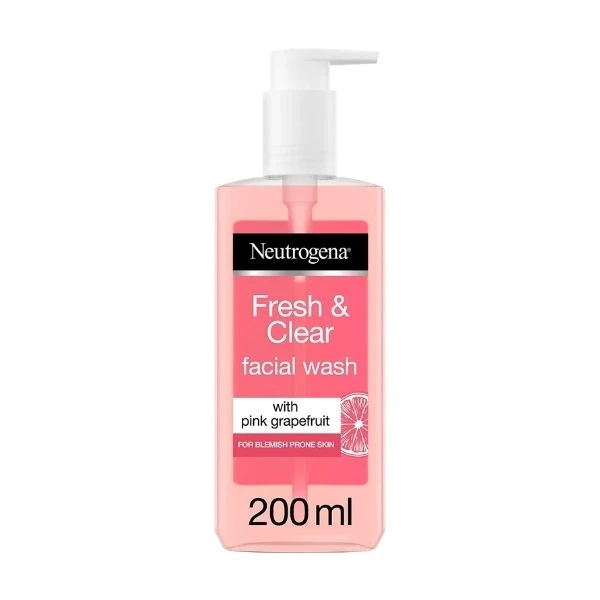 Neutrogena®
Fresh &
Clear
facial wash
with
pink grapefruit
FOR BLEMISH PRONE SKIN
200 ml